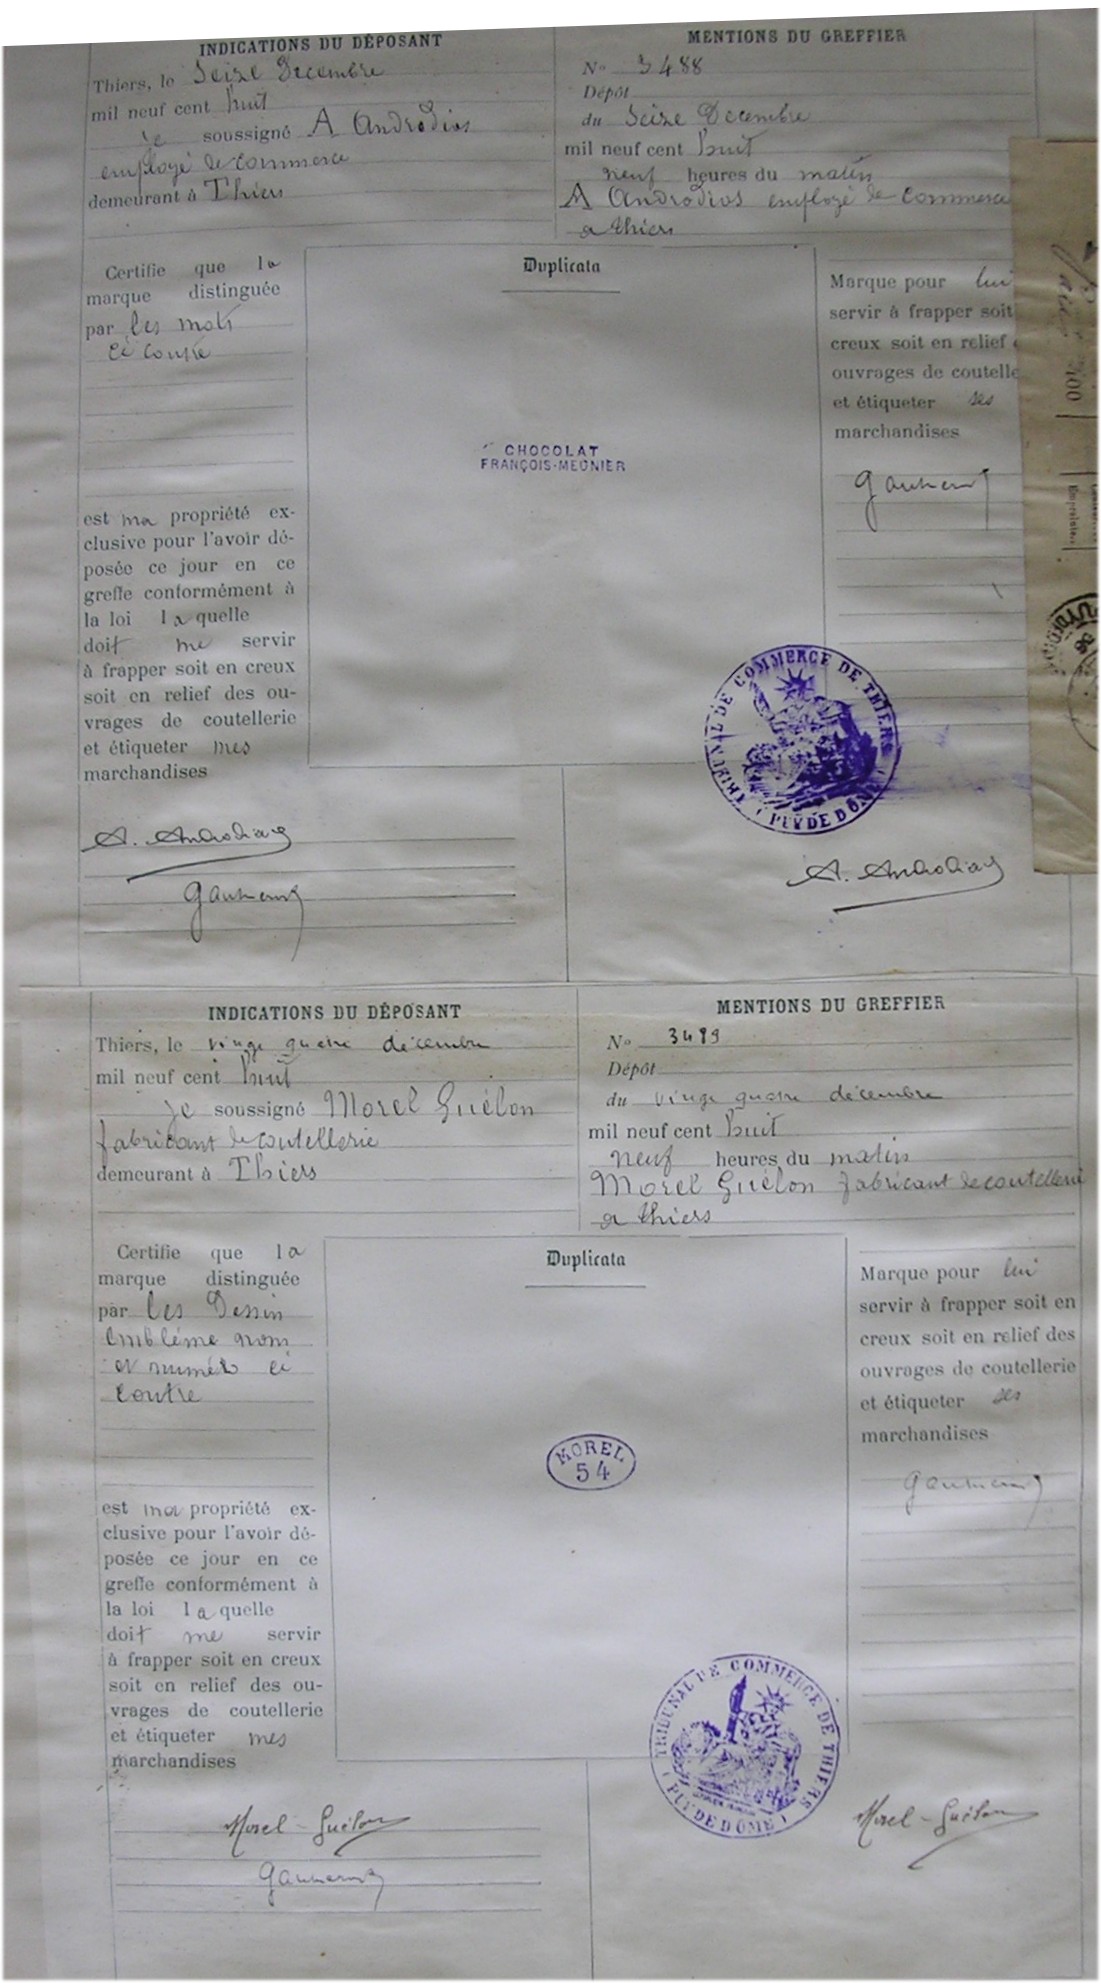 INDICATIONS DU DÉPOSANT
Thiers, le Seize Décembre
mil neuf cent huit
je soussigné A Androdias
employé de commerce
demeurant à Thiers
MENTIONS DU GREFFIER
No 3488
Dépôt
du Seize Décembre
mil neuf cent huit
neuf heures du matin
A Androdias employé de commerce
a thiers
Certifie que la
marque distinguée
par les mots
ci contre
est ma propriété ex-
clusive pour l'avoir dé-
posée ce jour en ce
greffe conformément à
la loi laquelle
doit me servir
à frapper soit en creux
soit en relief des ou-
vrages de coutellerie
et étiqueter mes
marchandises
Duplicata
CHOCOLAT
FRANÇOIS-MEUNIER
Marque pour lui
servir à frapper soit
creux soit en relief
ouvrages de coutelle
et étiqueter ses
marchandises
TRIBUNAL DE COMMERCE DE THIERS
(PUY DE DÔME)
A. Androdias
A. Androdias
INDICATIONS DU DÉPOSANT
Thiers, le vingt quatre décembre
mil neuf cent huit
je soussigné Morel Guélon
fabricant de coutellerie
demeurant à Thiers
MENTIONS DU GREFFIER
No 3489
Dépôt
du vingt quatre décembre
mil neuf cent huit
neuf heures du matin
Morel Guélon fabricant de coutellerie
a thiers
Certifie que la
marque distinguée
par les Dessin
emblème nom
et numéro ci
contre
est ma propriété ex-
clusive pour l'avoir dé-
posée ce jour en ce
greffe conformément à
la loi laquelle
doit me servir
à frapper soit en creux
soit en relief des ou-
vrages de coutellerie
et étiqueter mes
marchandises
Duplicata
MOREL
54
Marque pour lui
servir à frapper soit en
creux soit en relief des
ouvrages de coutellerie
et étiqueter ses
marchandises
TRIBUNAL DE COMMERCE DE THIERS
(PUY DE DÔME)
Morel-Guélon
Morel-Guélon